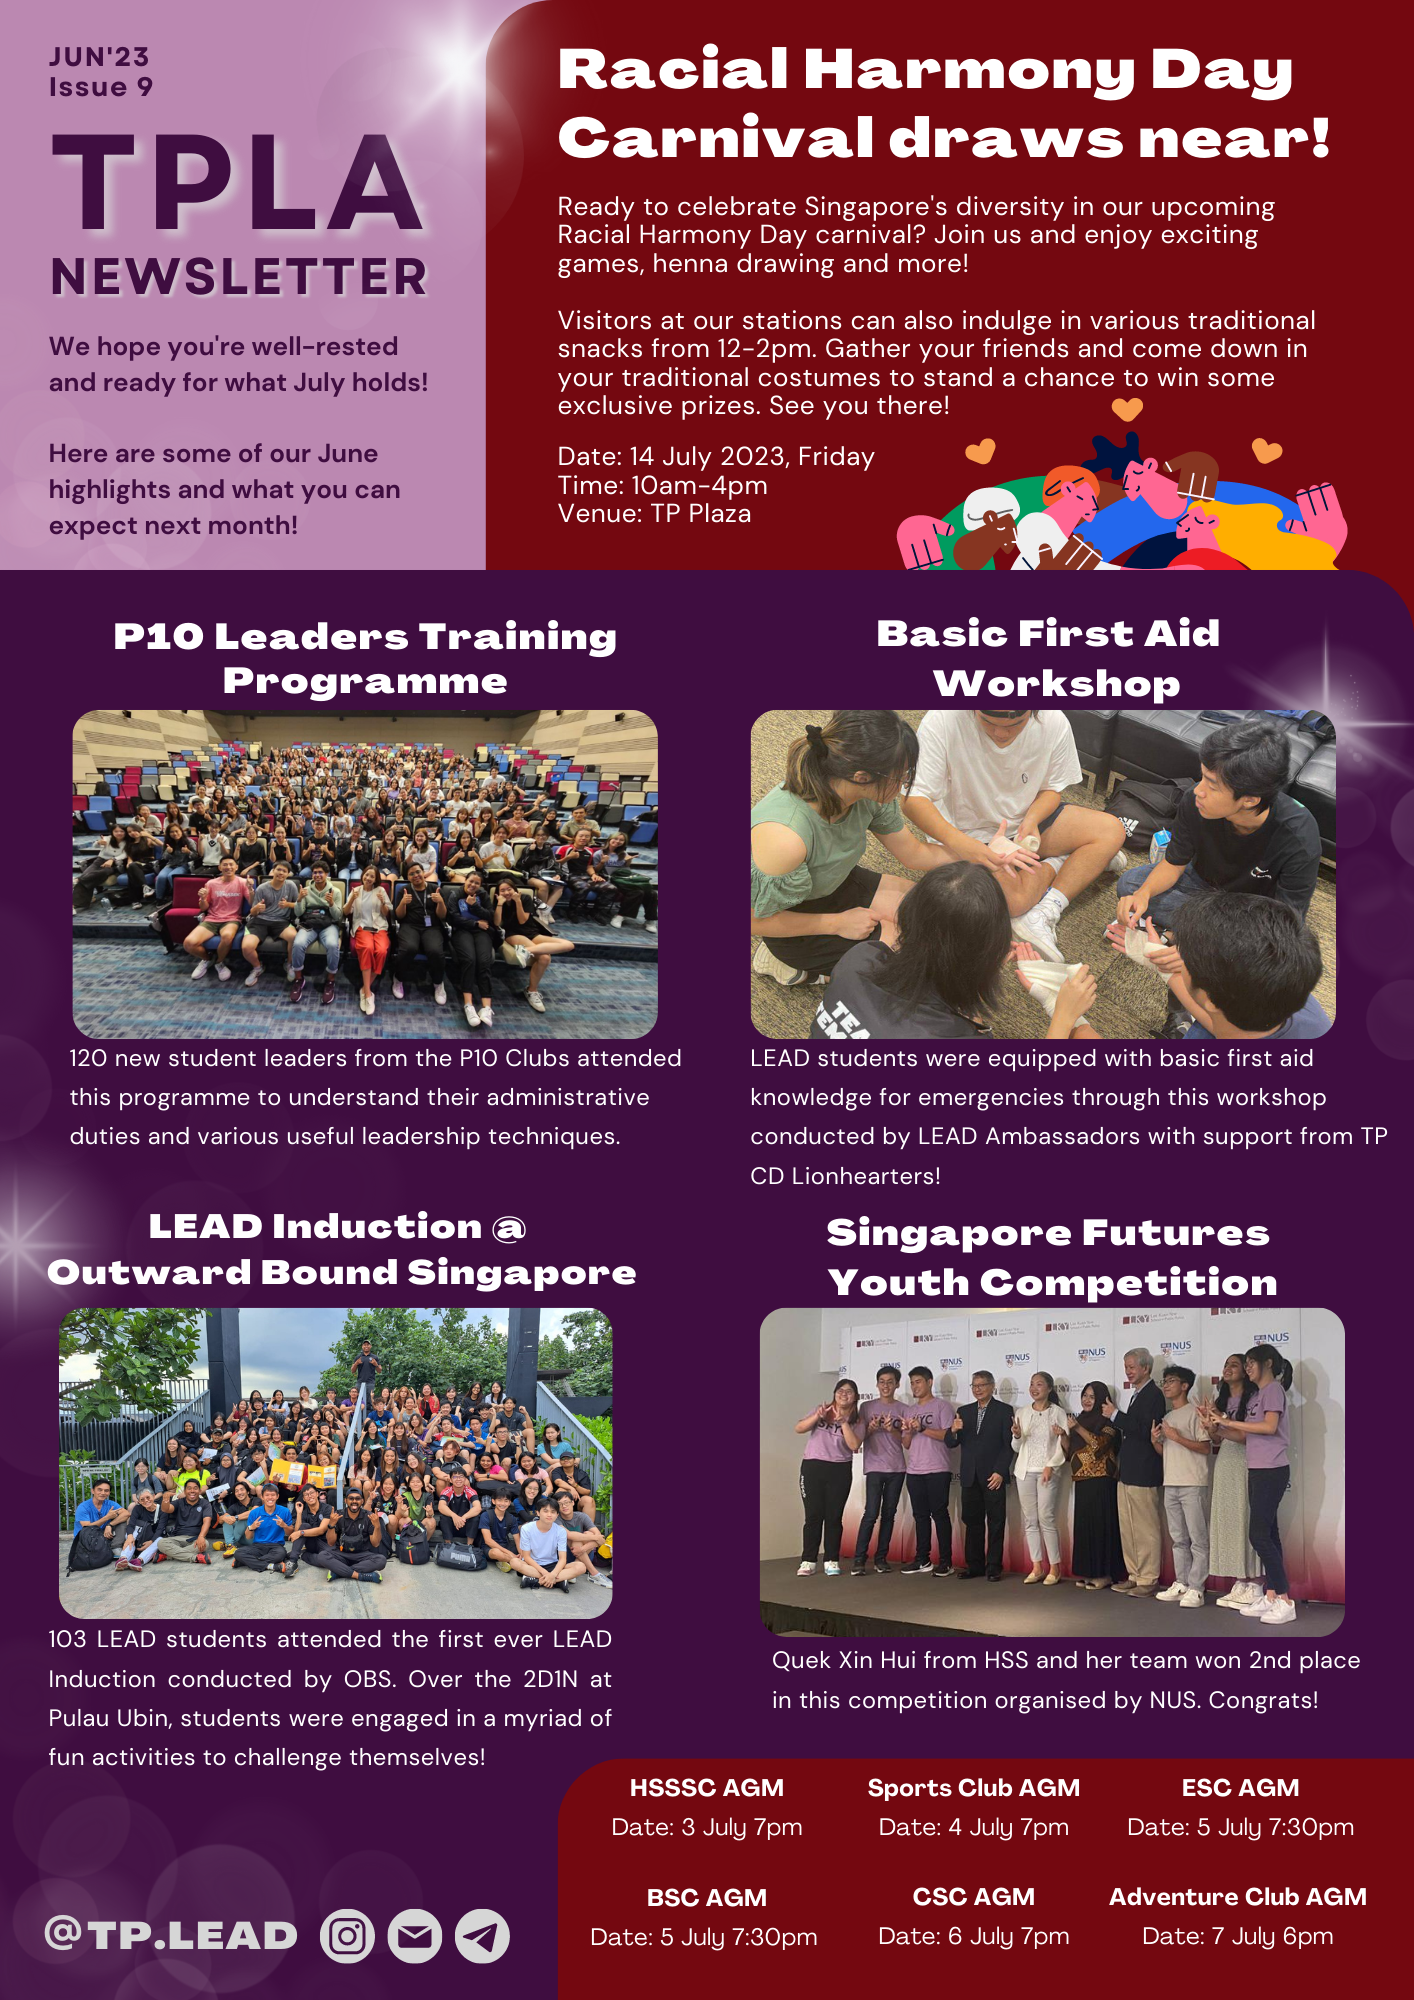 JUN'23
Issue 9
TPLA
NEWSLETTER
We hope you're well-rested
and ready for what July holds!
Here are some of our June
highlights and what you can
expect next month!
Racial Harmony Day
Carnival draws near!
Ready to celebrate Singapore's diversity in our upcoming
Racial Harmony Day carnival? Join us and enjoy exciting
games, henna drawing and more!
Visitors at our stations can also indulge in various traditional
snacks from 12-2pm. Gather your friends and come down in
your traditional costumes to stand a chance to win some
exclusive prizes. See you there!
Date: 14 July 2023, Friday
Time: 10am-4pm
Venue: TP Plaza
P10 Leaders Training
Programme
120 new student leaders from the P10 Clubs attended
this programme to understand their administrative
duties and various useful leadership techniques.
Basic First Aid
Workshop
adidas
TEA
TEM
LEAD students were equipped with basic first aid
knowledge for emergencies through this workshop
conducted by LEAD Ambassadors with support from TP
CD Lionhearters!
LEAD Induction @
Outward Bound Singapore
PUMA
103 LEAD students attended the first ever LEAD
Induction conducted by OBS. Over the 2D1N at
Pulau Ubin, students were engaged in a myriad of
fun activities to challenge themselves!
Singapore Futures
Youth Competition
LKY
LKY
LKY
LKY
NUS
NUS
NUS
NUS
Quek Xin Hui from HSS and her team won 2nd place
in this competition organised by NUS. Congrats!
HSSSC AGM
Date: 3 July 7pm
Sports Club AGM
Date: 4 July 7pm
ESC AGM
Date: 5 July 7:30pm
BSC AGM
Date: 5 July 7:30pm
CSC AGM
Date: 6 July 7pm
Adventure Club AGM
Date: 7 July 6pm
@TP.LEAD